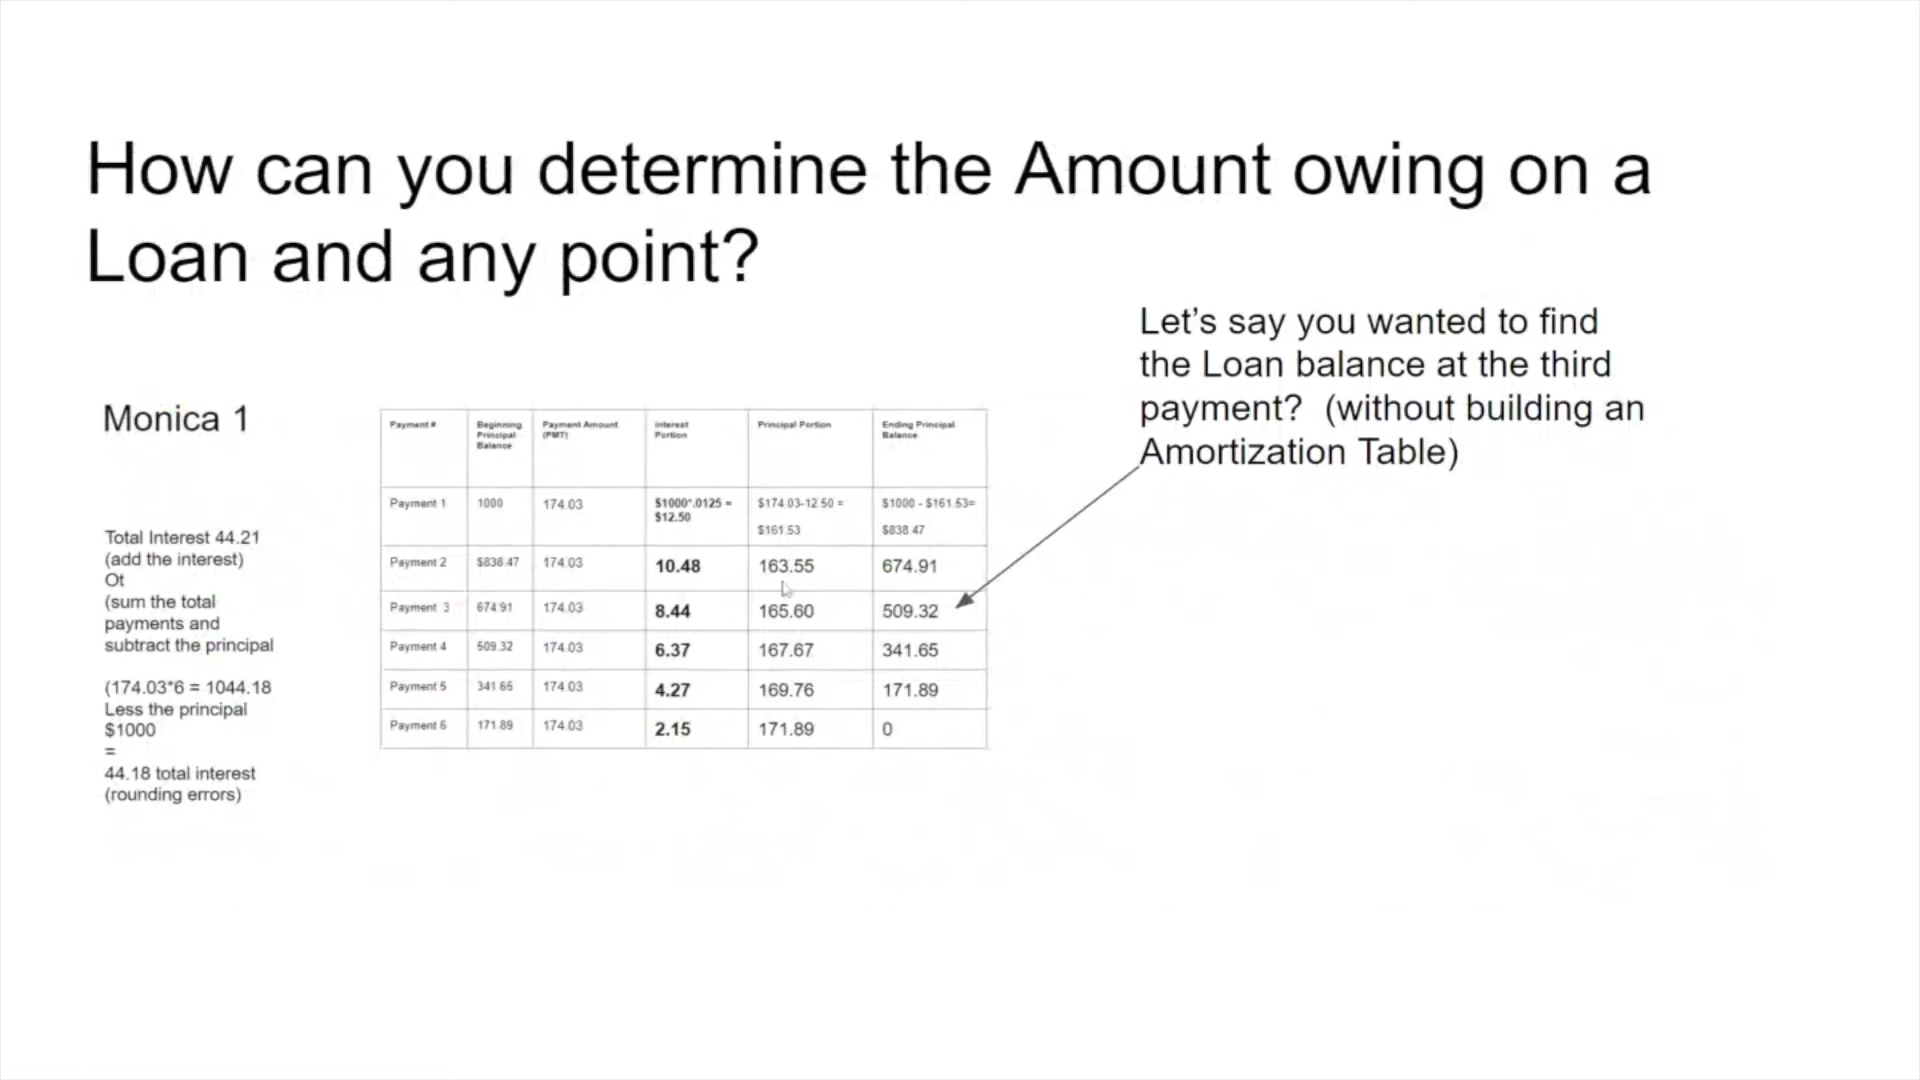 How can you determine the Amount owing on a
Loan and any point?
Let's say you wanted to find
the Loan balance at the third
payment? (without building an
Amortization Table)
Monica 1
Total Interest 44.21
(add the interest)
Ot
(sum the total
payments and
subtract the principal
(174.03*6 = 1044.18
Less the principal
$1000
=
44.18 total interest
(rounding errors)
Payment # Beginning Principal Balance Payment Amount (PMT) Interest Portion Principal Portion Ending Principal Balance
Payment 1 1000 174.03 $1000*.0125 = $12.50 $174.03-12.50 = $161.53 $1000 - $161.53= $838.47
Payment 2 $838.47 174.03 10.48 163.55 674.91
Payment 3 674.91 174.03 8.44 165.60 509.32
Payment 4 509.32 174.03 6.37 167.67 341.65
Payment 5 341.65 174.03 4.27 169.76 171.89
Payment 6 171.89 174.03 2.15 171.89 0